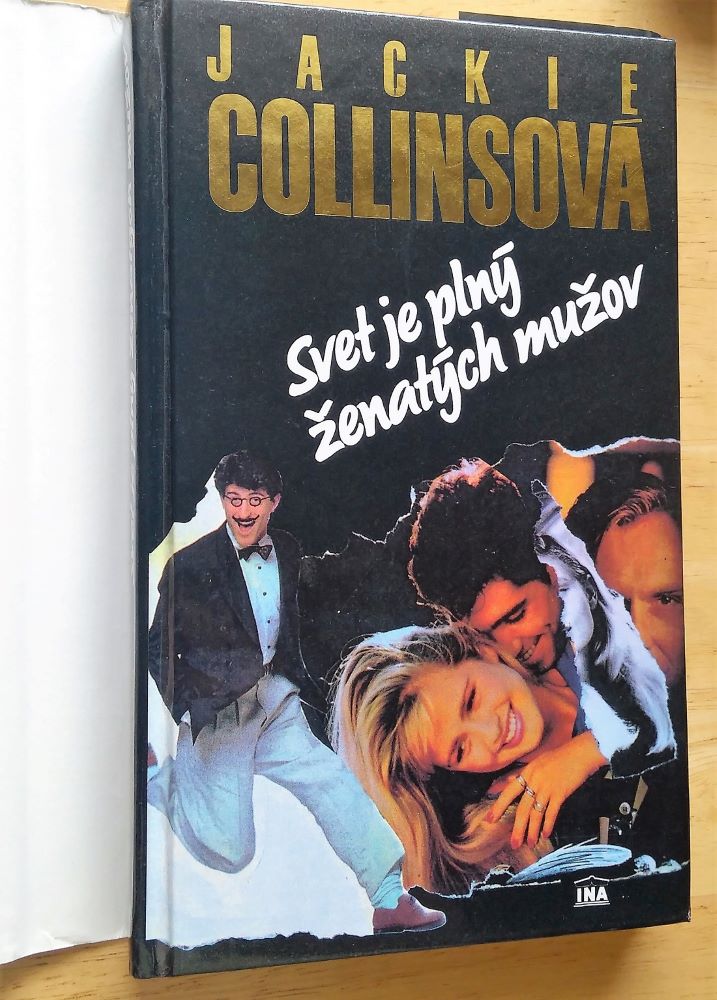 JACKIE
COLLINSOVÁ
Svet je plný
ženatých mužov
INA